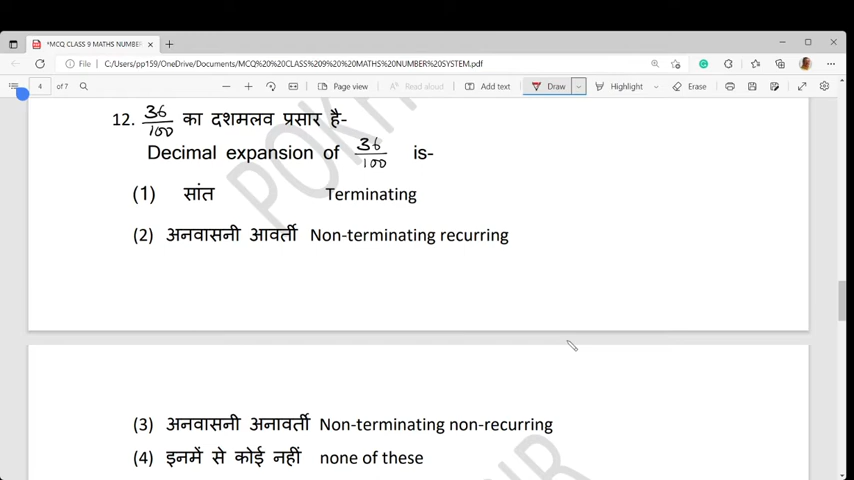 *MCQ CLASS 9 MATHS NUMBER
File C:/Users/pp159/OneDrive/Documents/MCQ%20%20CLASS%209%20%20MATHS%20NUMBER%20SYSTEM.pdf
4 of 7 Page view Read aloud Add text Draw Highlight Erase
12. 36/100 का दशमलव प्रसार है-
Decimal expansion of 36/100 is-
(1) सांत Terminating
(2) अनवासनी आवर्ती Non-terminating recurring
(3) अनवासनी अनावर्ती Non-terminating non-recurring
(4) इनमें से कोई नहीं none of these